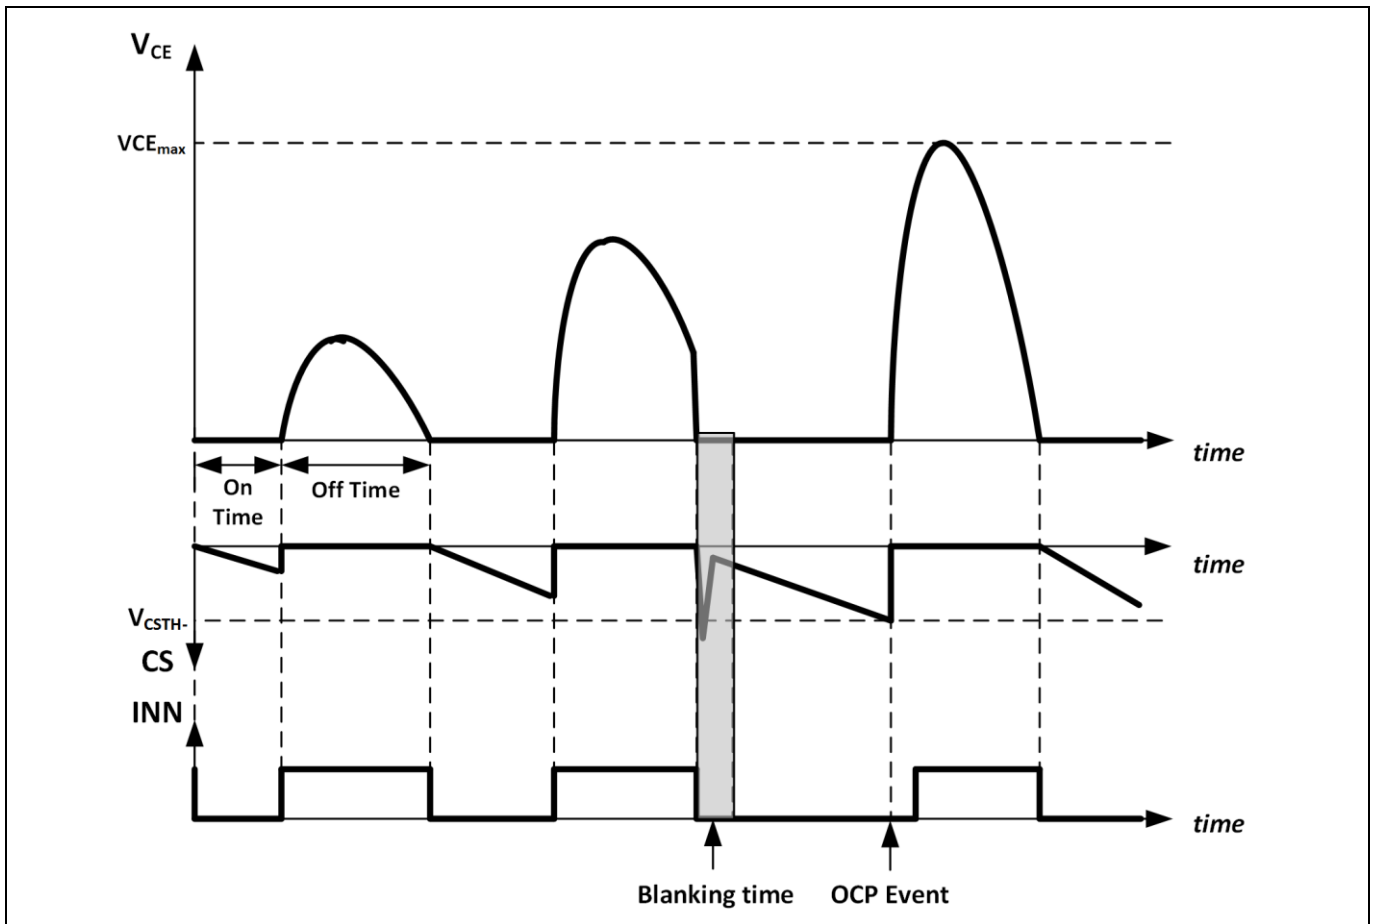 VCE
VCEmax
time
On
Time
Off Time
time
VCSTH-
CS
INN
time
Blanking time
OCP Event